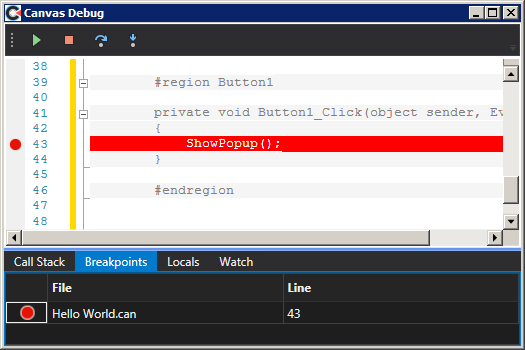 Canvas Debug
38
39 #region Button1
40
41 private void Button1_Click(object sender, Ev
42 {
43 ShowPopup();
44 }
45
46 #endregion
47
48
Call Stack Breakpoints Locals Watch
File Line
Hello World.can 43